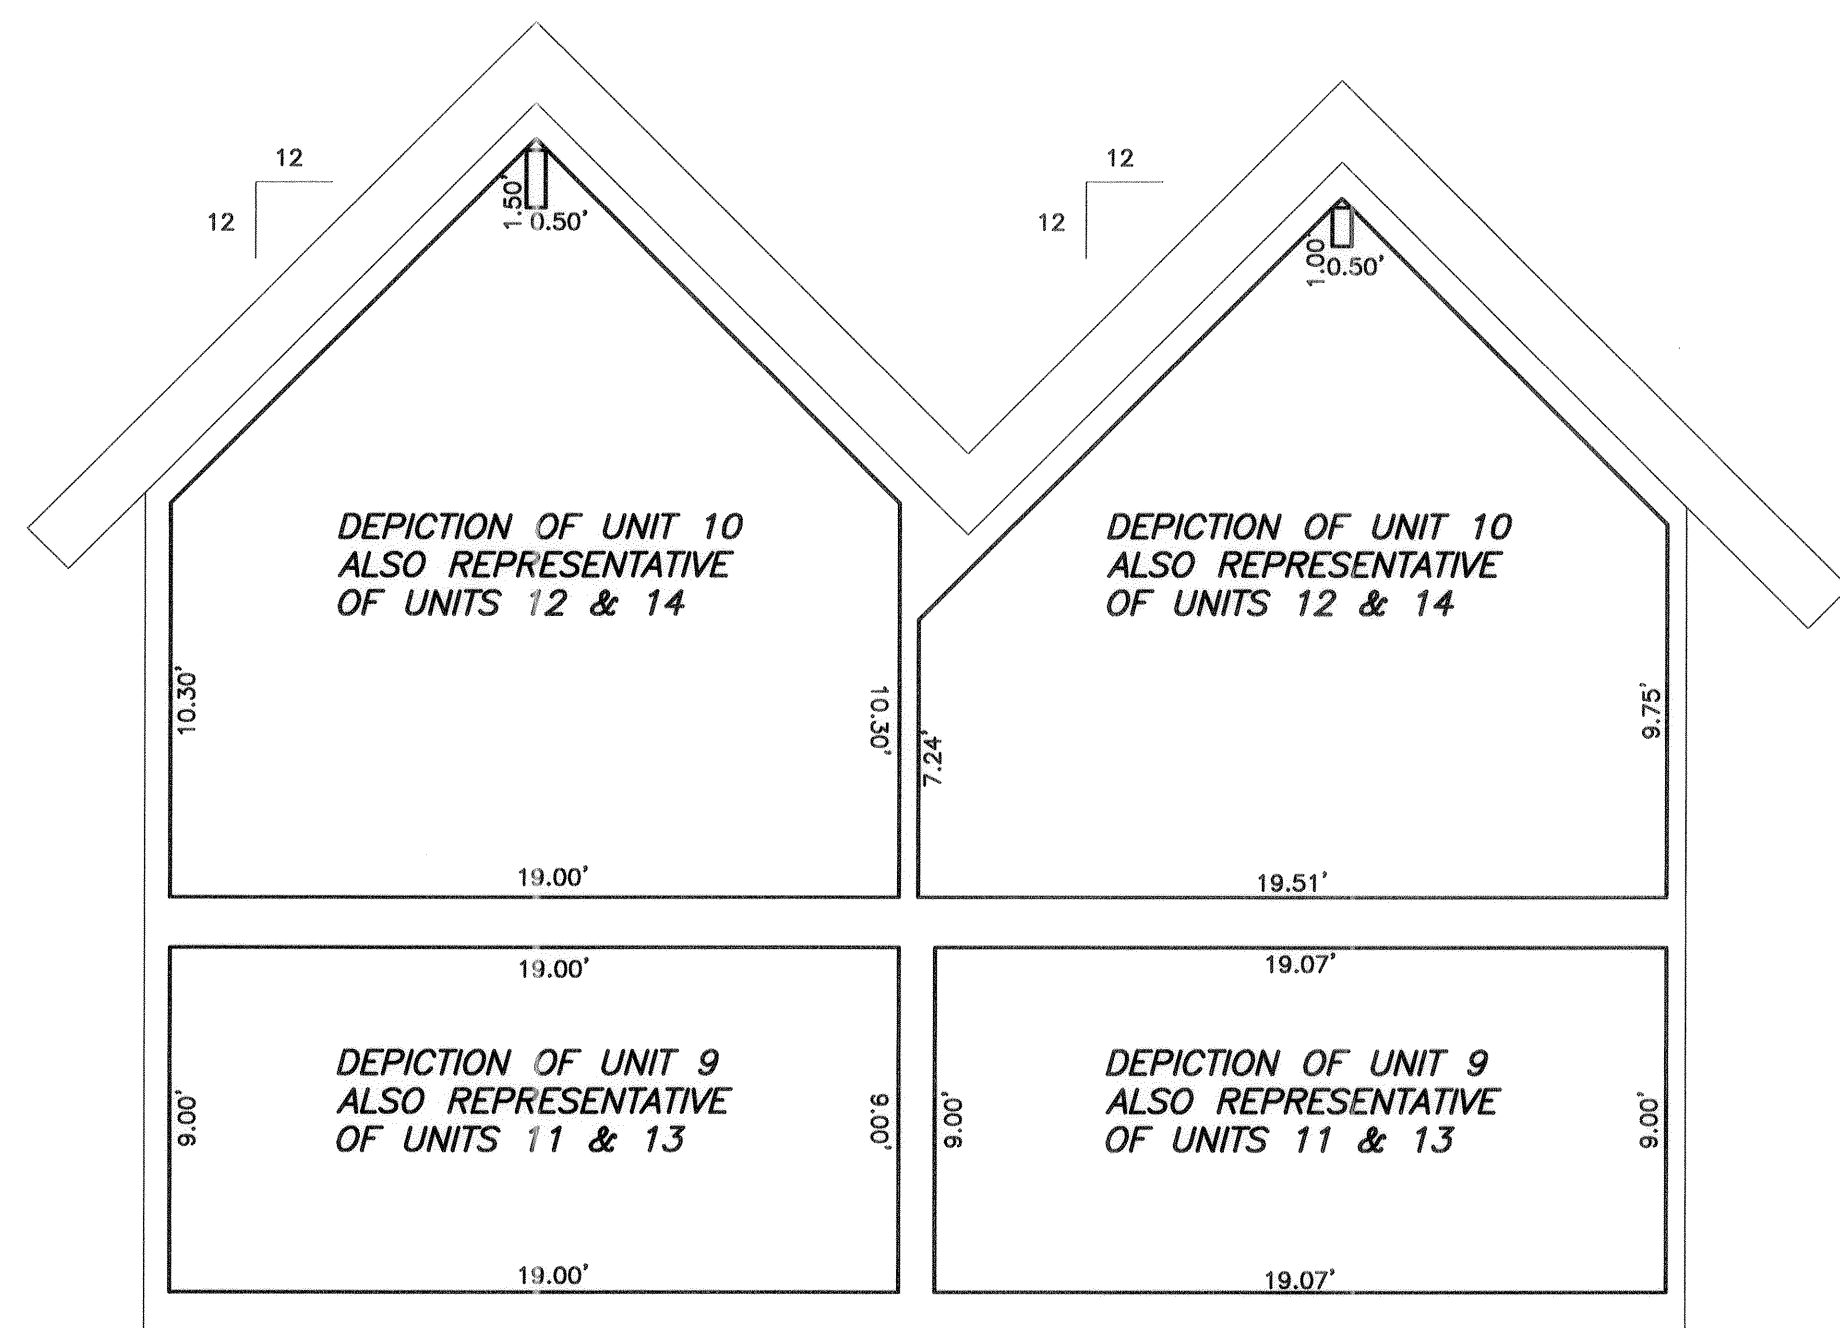 12
12
1.50'
0.50'
12
12
1.00'
0.50'
DEPICTION OF UNIT 10
ALSO REPRESENTATIVE
OF UNITS 12 & 14
DEPICTION OF UNIT 10
ALSO REPRESENTATIVE
OF UNITS 12 & 14
10.30'
10.30'
7.24'
9.75'
19.00'
19.51'
19.00'
19.07'
DEPICTION OF UNIT 9
ALSO REPRESENTATIVE
OF UNITS 11 & 13
DEPICTION OF UNIT 9
ALSO REPRESENTATIVE
OF UNITS 11 & 13
9.00'
9.00'
9.00'
9.00'
19.00'
19.07'